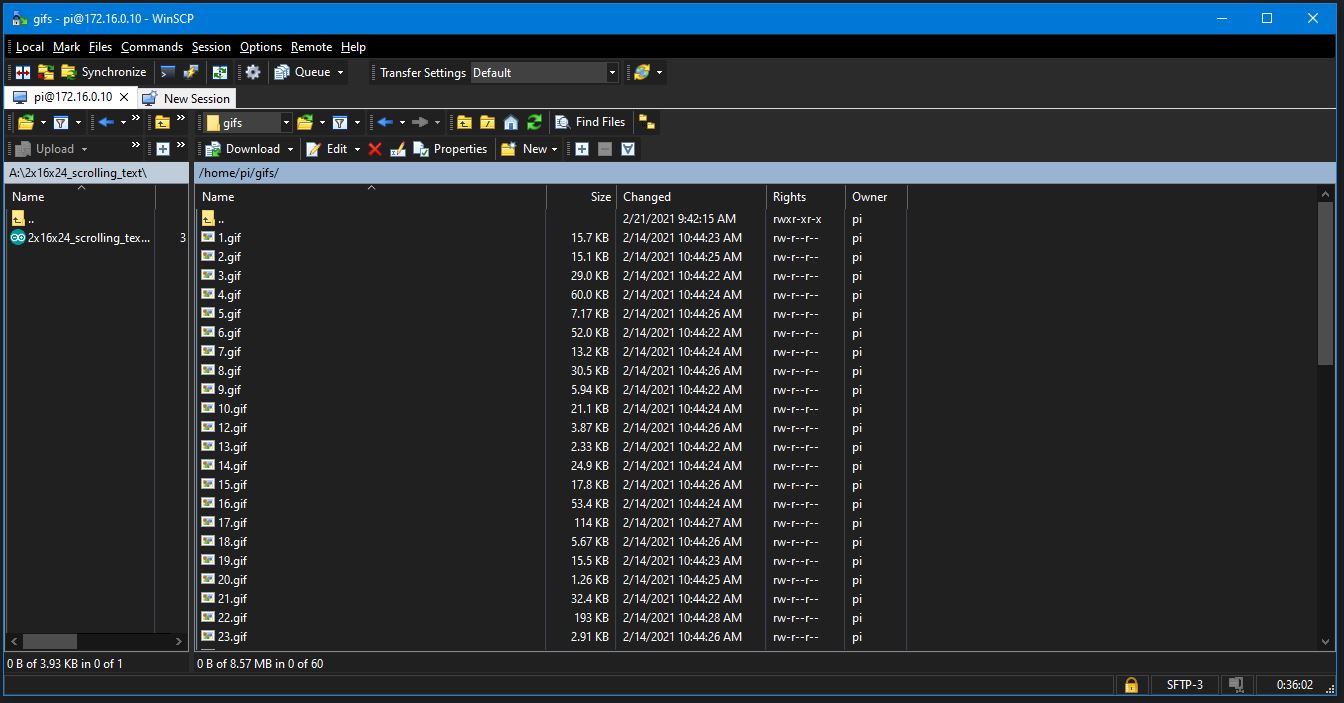 gifs - pi@172.16.0.10 - WinSCP
Local Mark Files Commands Session Options Remote Help
Synchronize Queue Transfer Settings Default
pi@172.16.0.10 New Session
gifs Find Files
Upload Download Edit Properties New
A:\2x16x24_scrolling_text\ /home/pi/gifs/
Name Name Size Changed Rights Owner
.. .. 2/21/2021 9:42:15 AM rwxr-xr-x pi
2x16x24_scrolling_tex... 3 1.gif 15.7 KB 2/14/2021 10:44:23 AM rw-r--r-- pi
2.gif 15.1 KB 2/14/2021 10:44:25 AM rw-r--r-- pi
3.gif 29.0 KB 2/14/2021 10:44:22 AM rw-r--r-- pi
4.gif 60.0 KB 2/14/2021 10:44:24 AM rw-r--r-- pi
5.gif 7.17 KB 2/14/2021 10:44:26 AM rw-r--r-- pi
6.gif 52.0 KB 2/14/2021 10:44:22 AM rw-r--r-- pi
7.gif 13.2 KB 2/14/2021 10:44:24 AM rw-r--r-- pi
8.gif 30.5 KB 2/14/2021 10:44:26 AM rw-r--r-- pi
9.gif 5.94 KB 2/14/2021 10:44:22 AM rw-r--r-- pi
10.gif 21.1 KB 2/14/2021 10:44:24 AM rw-r--r-- pi
12.gif 3.87 KB 2/14/2021 10:44:26 AM rw-r--r-- pi
13.gif 2.33 KB 2/14/2021 10:44:22 AM rw-r--r-- pi
14.gif 24.9 KB 2/14/2021 10:44:24 AM rw-r--r-- pi
15.gif 17.8 KB 2/14/2021 10:44:26 AM rw-r--r-- pi
16.gif 53.4 KB 2/14/2021 10:44:24 AM rw-r--r-- pi
17.gif 114 KB 2/14/2021 10:44:27 AM rw-r--r-- pi
18.gif 5.67 KB 2/14/2021 10:44:26 AM rw-r--r-- pi
19.gif 15.5 KB 2/14/2021 10:44:23 AM rw-r--r-- pi
20.gif 1.26 KB 2/14/2021 10:44:25 AM rw-r--r-- pi
21.gif 32.4 KB 2/14/2021 10:44:22 AM rw-r--r-- pi
22.gif 193 KB 2/14/2021 10:44:28 AM rw-r--r-- pi
23.gif 2.91 KB 2/14/2021 10:44:26 AM rw-r--r-- pi
0 B of 3.93 KB in 0 of 1 0 B of 8.57 MB in 0 of 60
SFTP-3 0:36:02